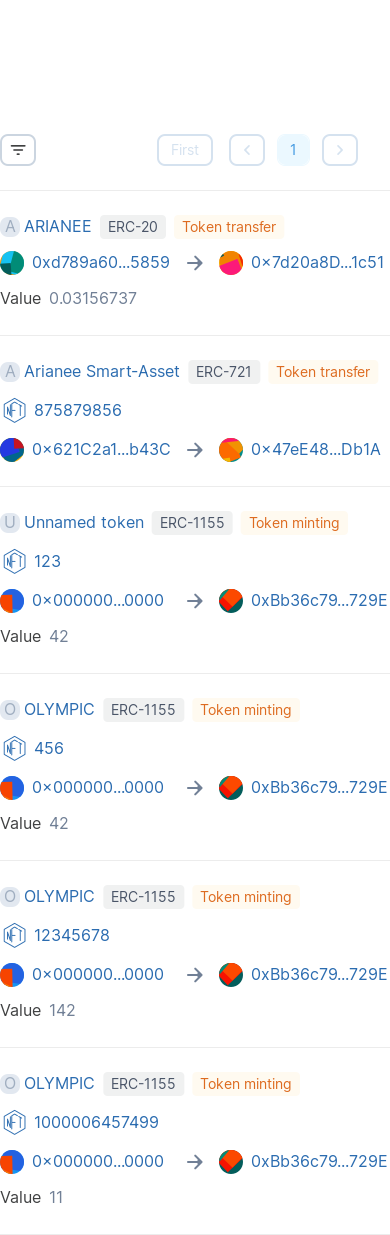 First 1
A ARIANEE ERC-20 Token transfer
0xd789a60...5859 → 0x7d20a8D...1c51
Value 0.03156737
A Arianee Smart-Asset ERC-721 Token transfer
NFT 875879856
0x621C2a1...b43C → 0x47eE48...Db1A
U Unnamed token ERC-1155 Token minting
NFT 123
0x000000...0000 → 0xBb36c79...729E
Value 42
O OLYMPIC ERC-1155 Token minting
NFT 456
0x000000...0000 → 0xBb36c79...729E
Value 42
O OLYMPIC ERC-1155 Token minting
NFT 12345678
0x000000...0000 → 0xBb36c79...729E
Value 142
O OLYMPIC ERC-1155 Token minting
NFT 1000006457499
0x000000...0000 → 0xBb36c79...729E
Value 11